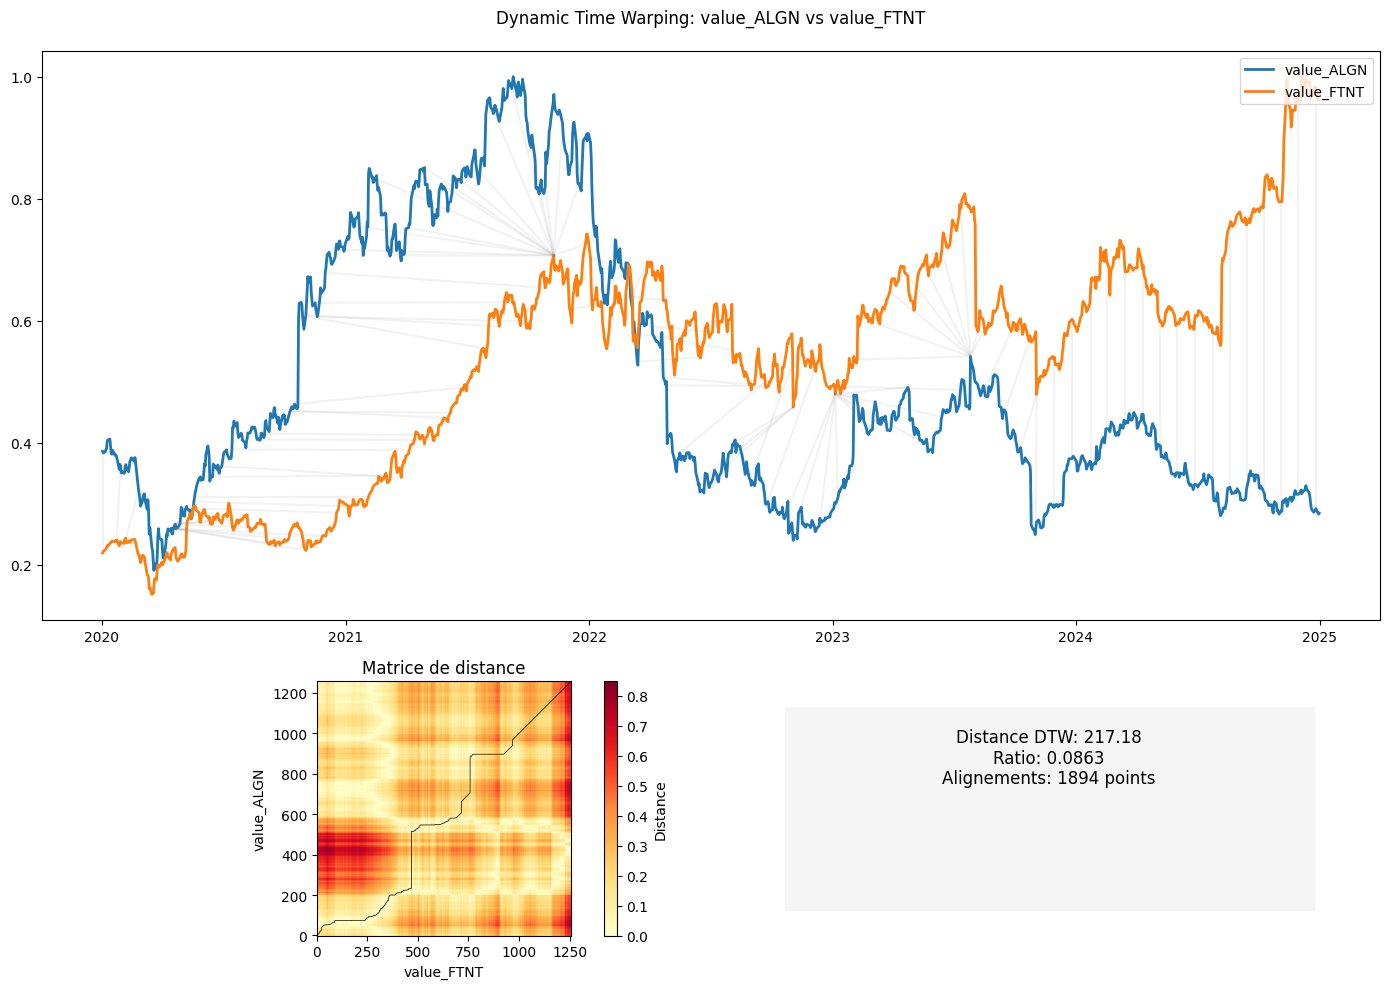 Dynamic Time Warping: value_ALGN vs value_FTNT
1.0
0.8
0.6
0.4
0.2
value_ALGN
value_FTNT
2020 2021 2022 2023 2024 2025
Matrice de distance
1200
1000
800
600
400
200
0
value_ALGN
0 250 500 750 1000 1250
value_FTNT
0.8
0.7
0.6
0.5
0.4
0.3
0.2
0.1
0.0
Distance
Distance DTW: 217.18
Ratio: 0.0863
Alignements: 1894 points